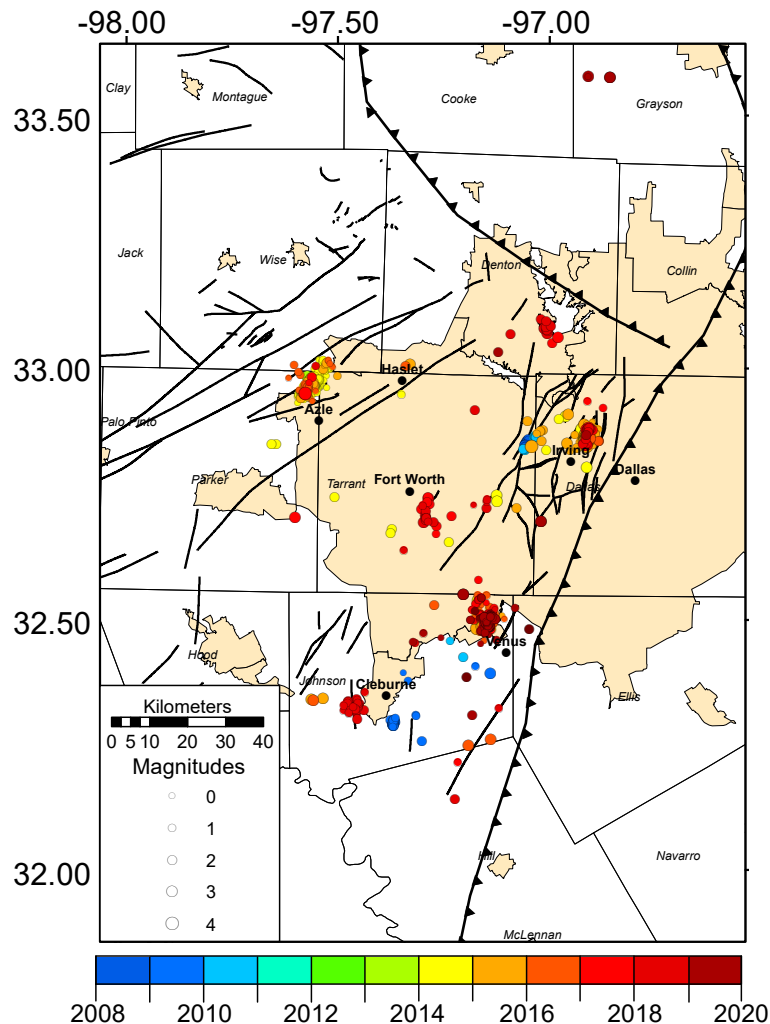 -98.00 -97.50 -97.00
33.50
33.00
32.50
32.00
Clay
Montague
Cooke
Grayson
Jack
Wise
Denton
Collin
Haslet
Azle
Palo Pinto
Irving
Dallas
Parker
Tarrant
Fort Worth
Dallas
Venus
Hood
Johnson
Cleburne
Ellis
Kilometers
0 5 10 20 30 40
Magnitudes
0
1
2
3
4
Hill
Navarro
McLennan
2008 2010 2012 2014 2016 2018 2020